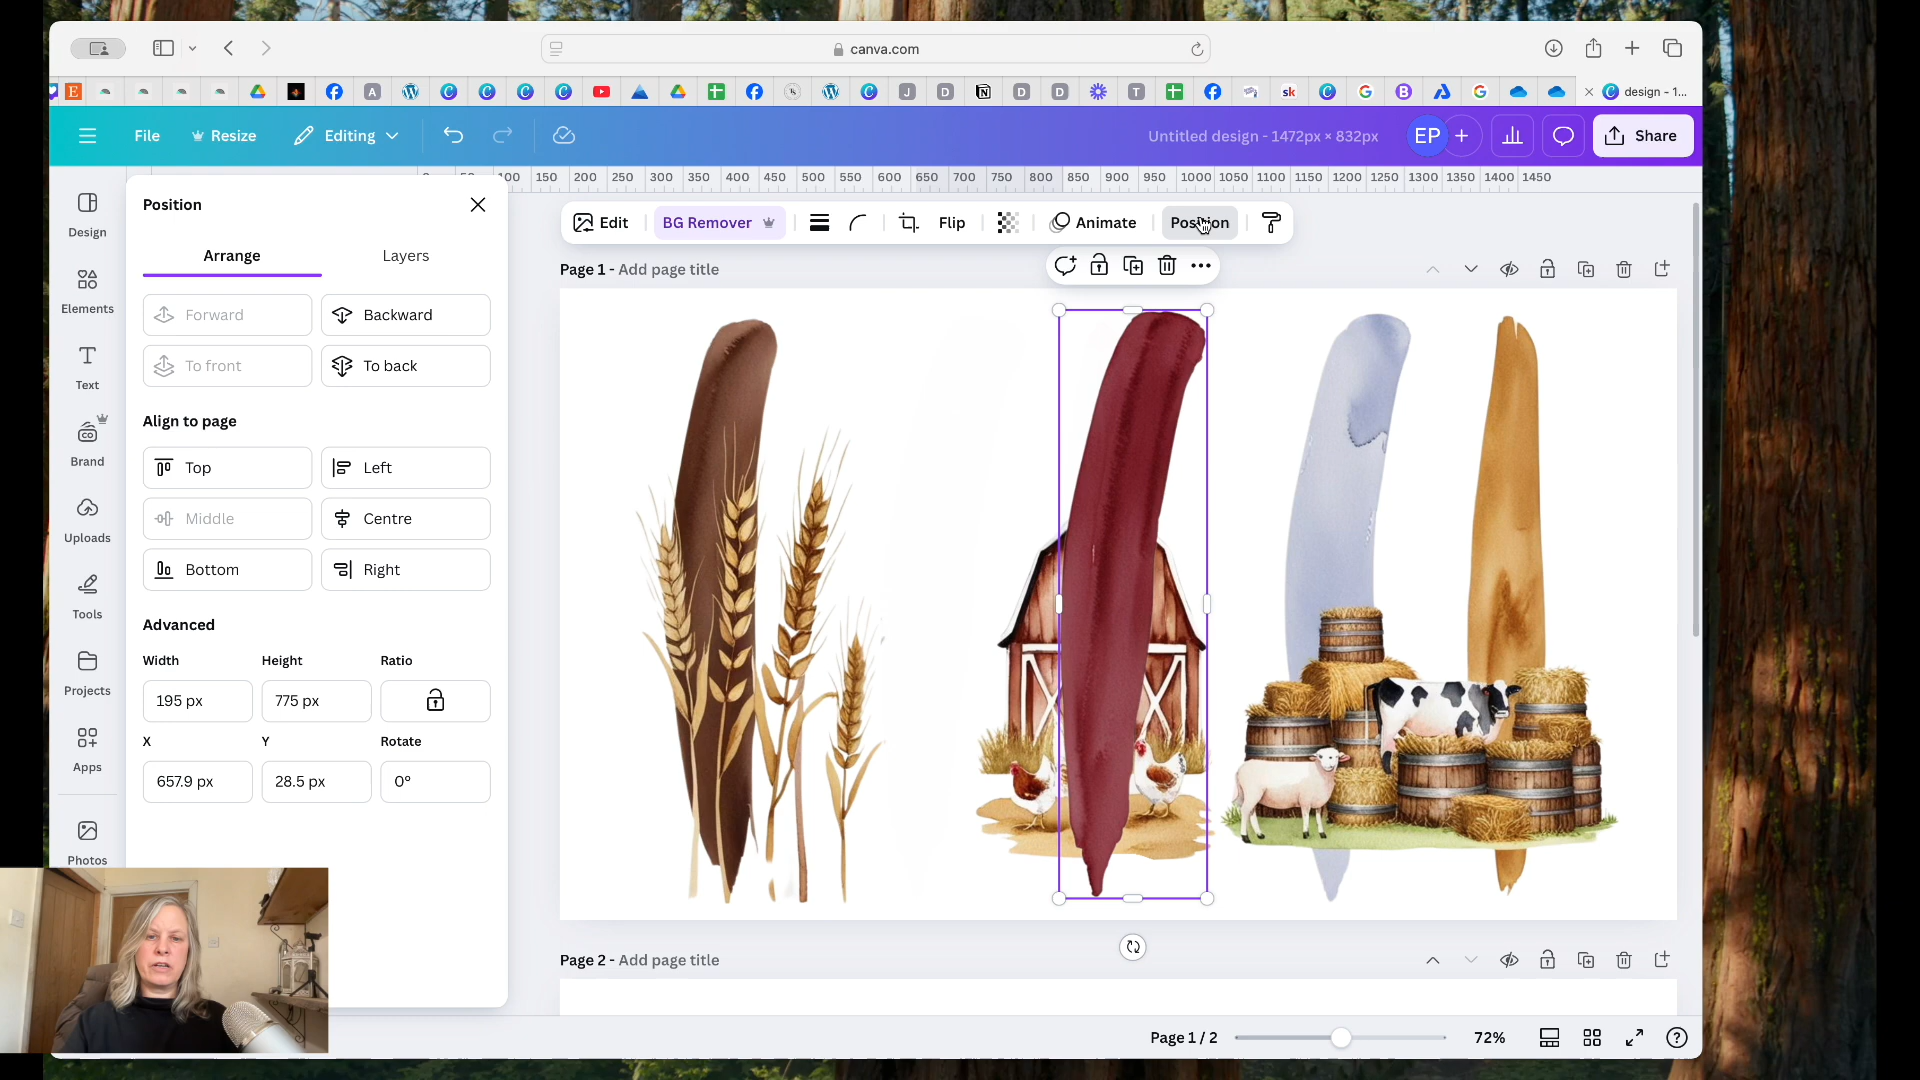 canva.com
design - 1...
File
Resize
Editing
Untitled design - 1472px × 832px
EP
Share
100 150 200 250 300 350 400 450 500 550 600 650 700 750 800 850 900 950 1000 1050 1100 1150 1200 1250 1300 1350 1400 1450
Design
Elements
Text
Brand
Uploads
Tools
Projects
Apps
Photos
Position
Arrange
Layers
Forward
Backward
To front
To back
Align to page
Top
Left
Middle
Centre
Bottom
Right
Advanced
Width
Height
Ratio
195 px
775 px
X
Y
Rotate
657.9 px
28.5 px
0°
Edit
BG Remover
Flip
Animate
Position
Page 1 - Add page title
Page 2 - Add page title
Page 1 / 2
72%